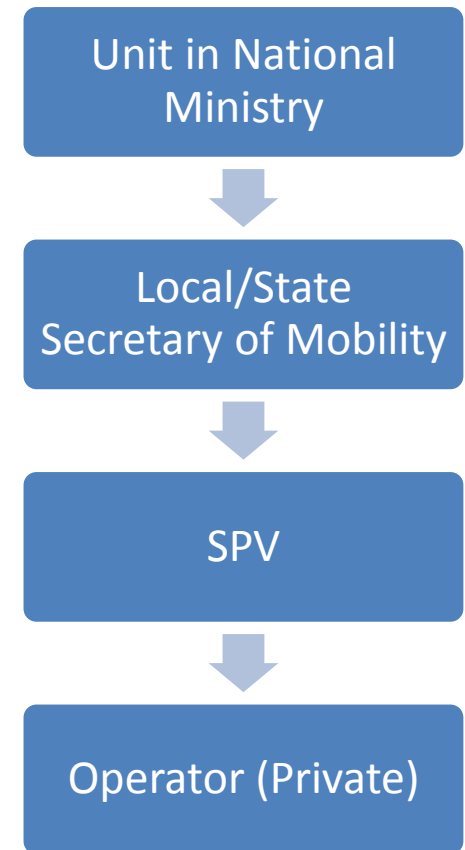 Unit in National
Ministry
Local/State
Secretary of Mobility
SPV
Operator (Private)